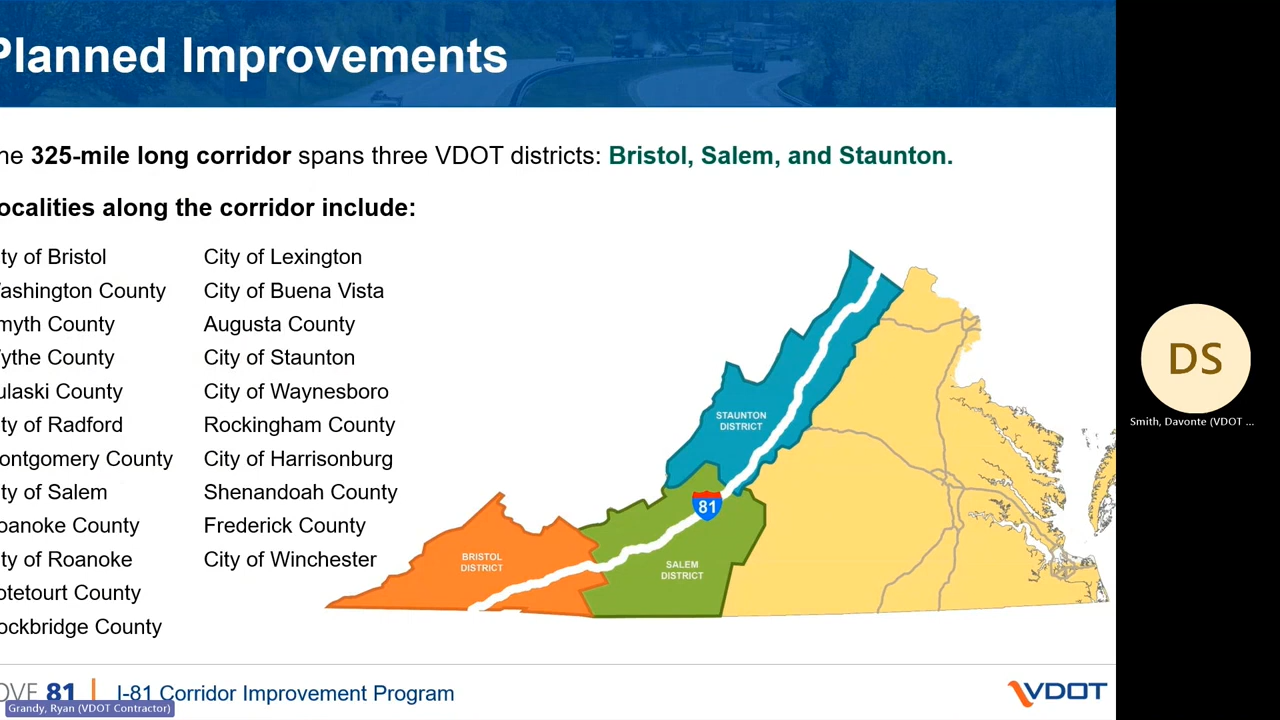 Planned Improvements
he 325-mile long corridor spans three VDOT districts: Bristol, Salem, and Staunton.
ocalities along the corridor include:
ty of Bristol
ashington County
myth County
ythe County
ulaski County
ty of Radford
ontgomery County
ty of Salem
oanoke County
ty of Roanoke
otetourt County
ockbridge County
City of Lexington
City of Buena Vista
Augusta County
City of Staunton
City of Waynesboro
Rockingham County
City of Harrisonburg
Shenandoah County
Frederick County
City of Winchester
STAUNTON
DISTRICT
81
BRISTOL
DISTRICT
SALEM
DISTRICT
DS
Smith, Davonte (VDOT ...
OVE 81 | I-81 Corridor Improvement Program
VDOT
Grandy, Ryan (VDOT Contractor)